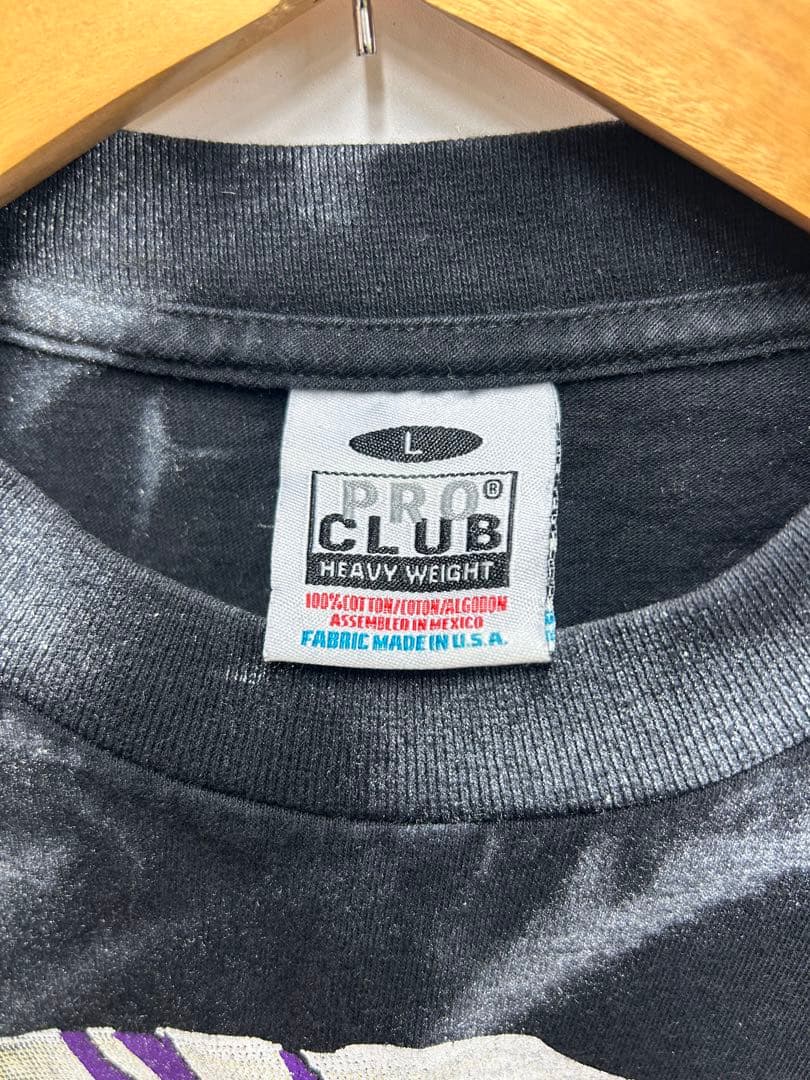 L
PRO®
CLUB
HEAVY WEIGHT
100%COTTON/COTON/ALGODON
ASSEMBLED IN MEXICO
FABRIC MADE IN U.S.A.